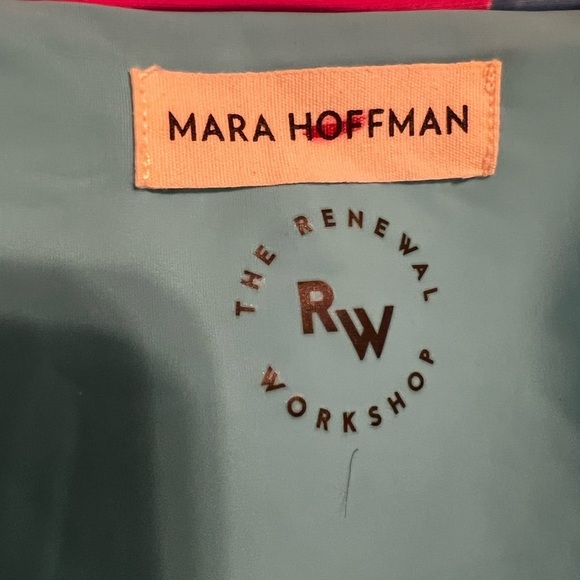 MARA HOFFMAN
THE RENEWAL
RW
WORKSHOP